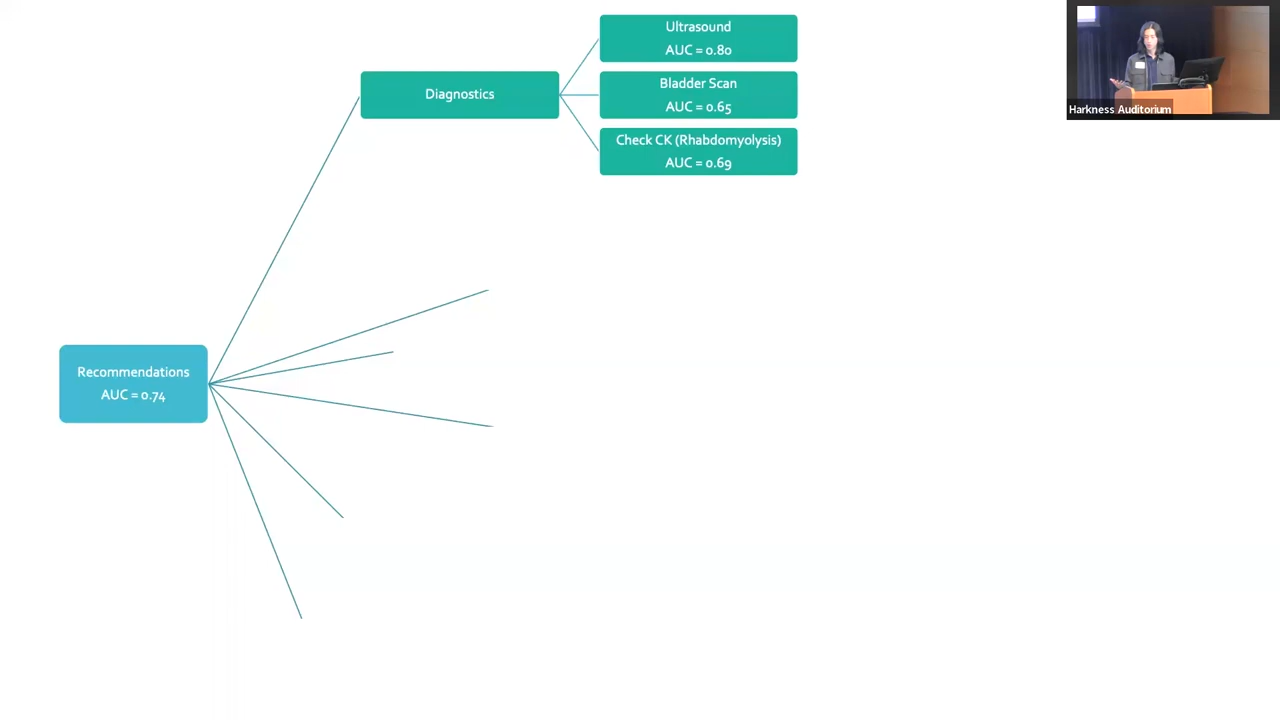 Ultrasound
AUC = 0.80
Diagnostics
Bladder Scan
AUC = 0.65
Check CK (Rhabdomyolysis)
AUC = 0.69
Recommendations
AUC = 0.74
Harkness Auditorium